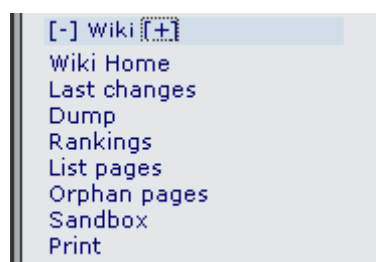 [-] Wiki [+]
Wiki Home
Last changes
Dump
Rankings
List pages
Orphan pages
Sandbox
Print